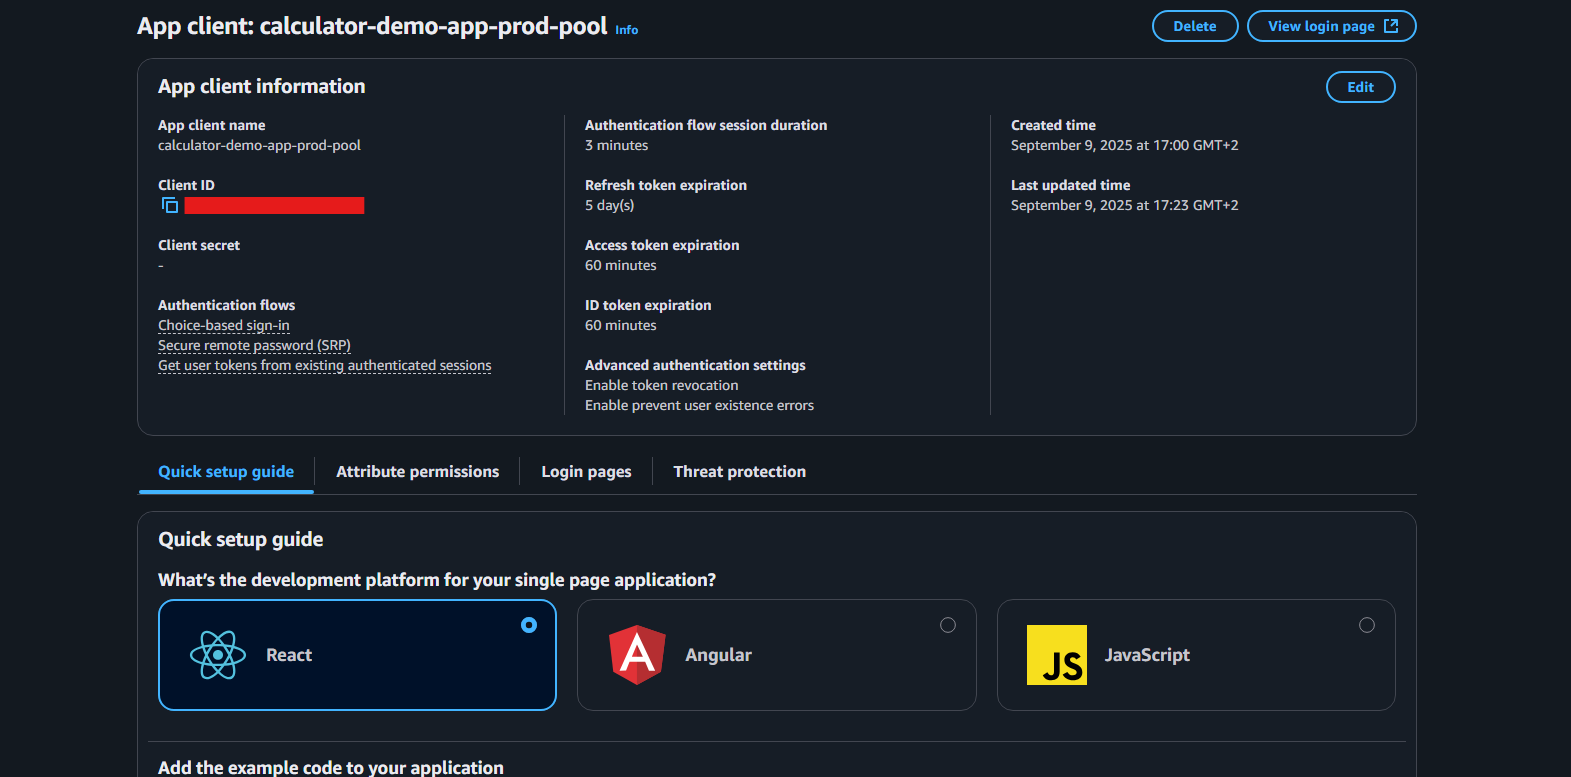 App client: calculator-demo-app-prod-pool Info
Delete
View login page
App client information
Edit
App client name
calculator-demo-app-prod-pool
Client ID
Client secret
-
Authentication flows
Choice-based sign-in
Secure remote password (SRP)
Get user tokens from existing authenticated sessions
Authentication flow session duration
3 minutes
Refresh token expiration
5 day(s)
Access token expiration
60 minutes
ID token expiration
60 minutes
Advanced authentication settings
Enable token revocation
Enable prevent user existence errors
Created time
September 9, 2025 at 17:00 GMT+2
Last updated time
September 9, 2025 at 17:23 GMT+2
Quick setup guide
Attribute permissions
Login pages
Threat protection
Quick setup guide
What's the development platform for your single page application?
React
Angular
JS
JavaScript
Add the example code to your application